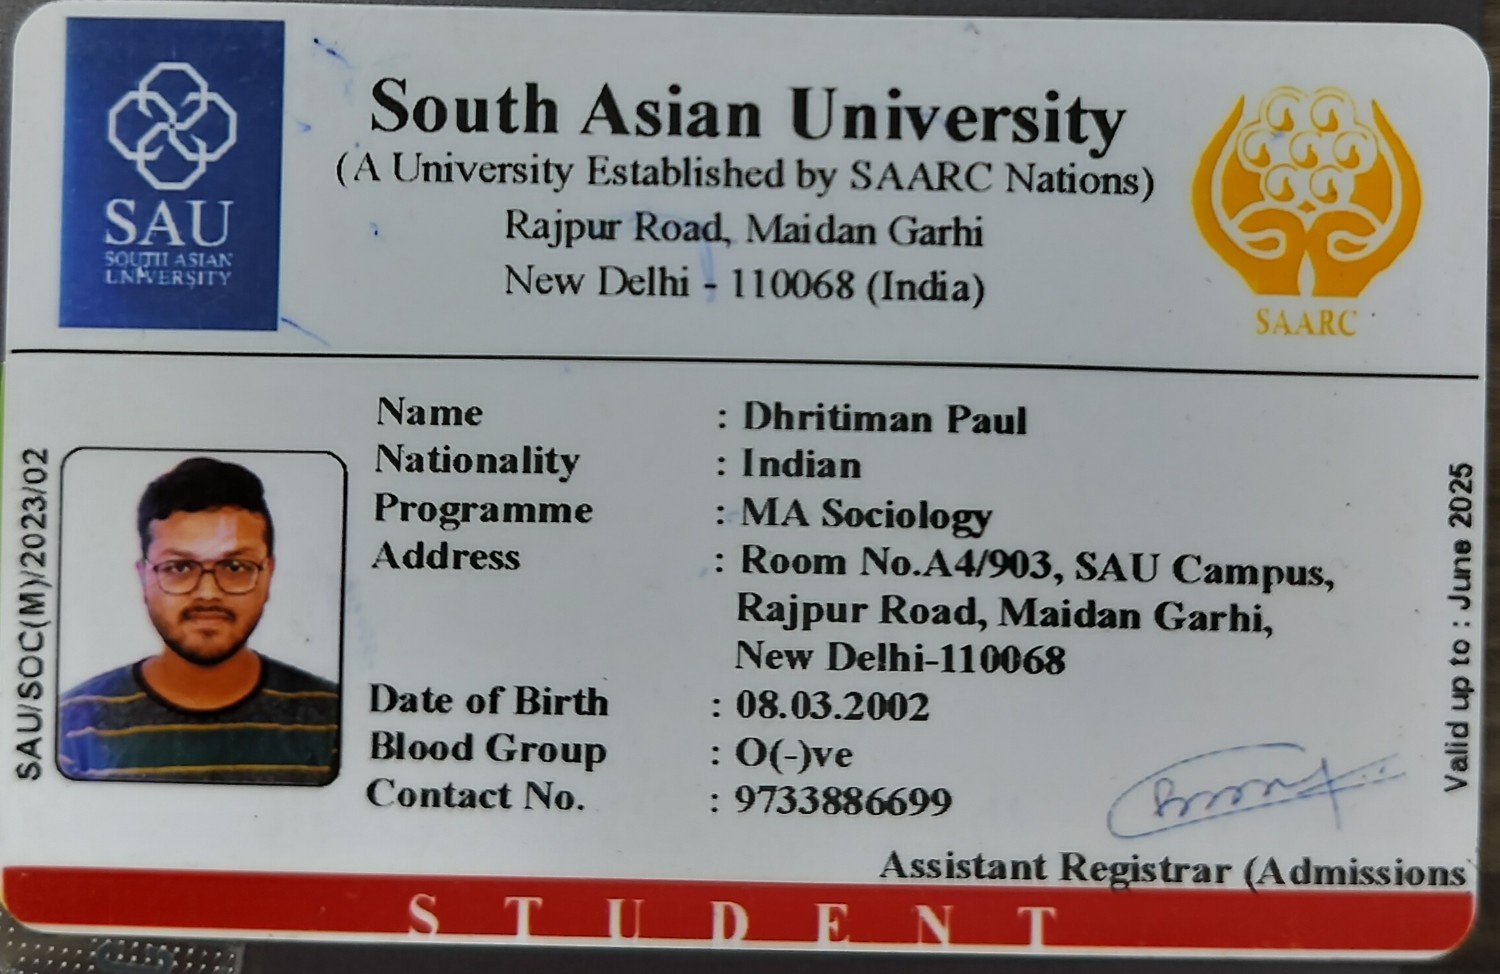 SAU
SOUTH ASIAN
UNIVERSITY
South Asian University
(A University Established by SAARC Nations)
Rajpur Road, Maidan Garhi
New Delhi - 110068 (India)
SAARC
SAU/SOC(M)/2023/02
Name : Dhritiman Paul
Nationality : Indian
Programme : MA Sociology
Address : Room No.A4/903, SAU Campus,
Rajpur Road, Maidan Garhi,
New Delhi-110068
Date of Birth : 08.03.2002
Blood Group : O(-)ve
Contact No. : 9733886699
Valid up to : June 2025
Assistant Registrar (Admissions
STUDENT